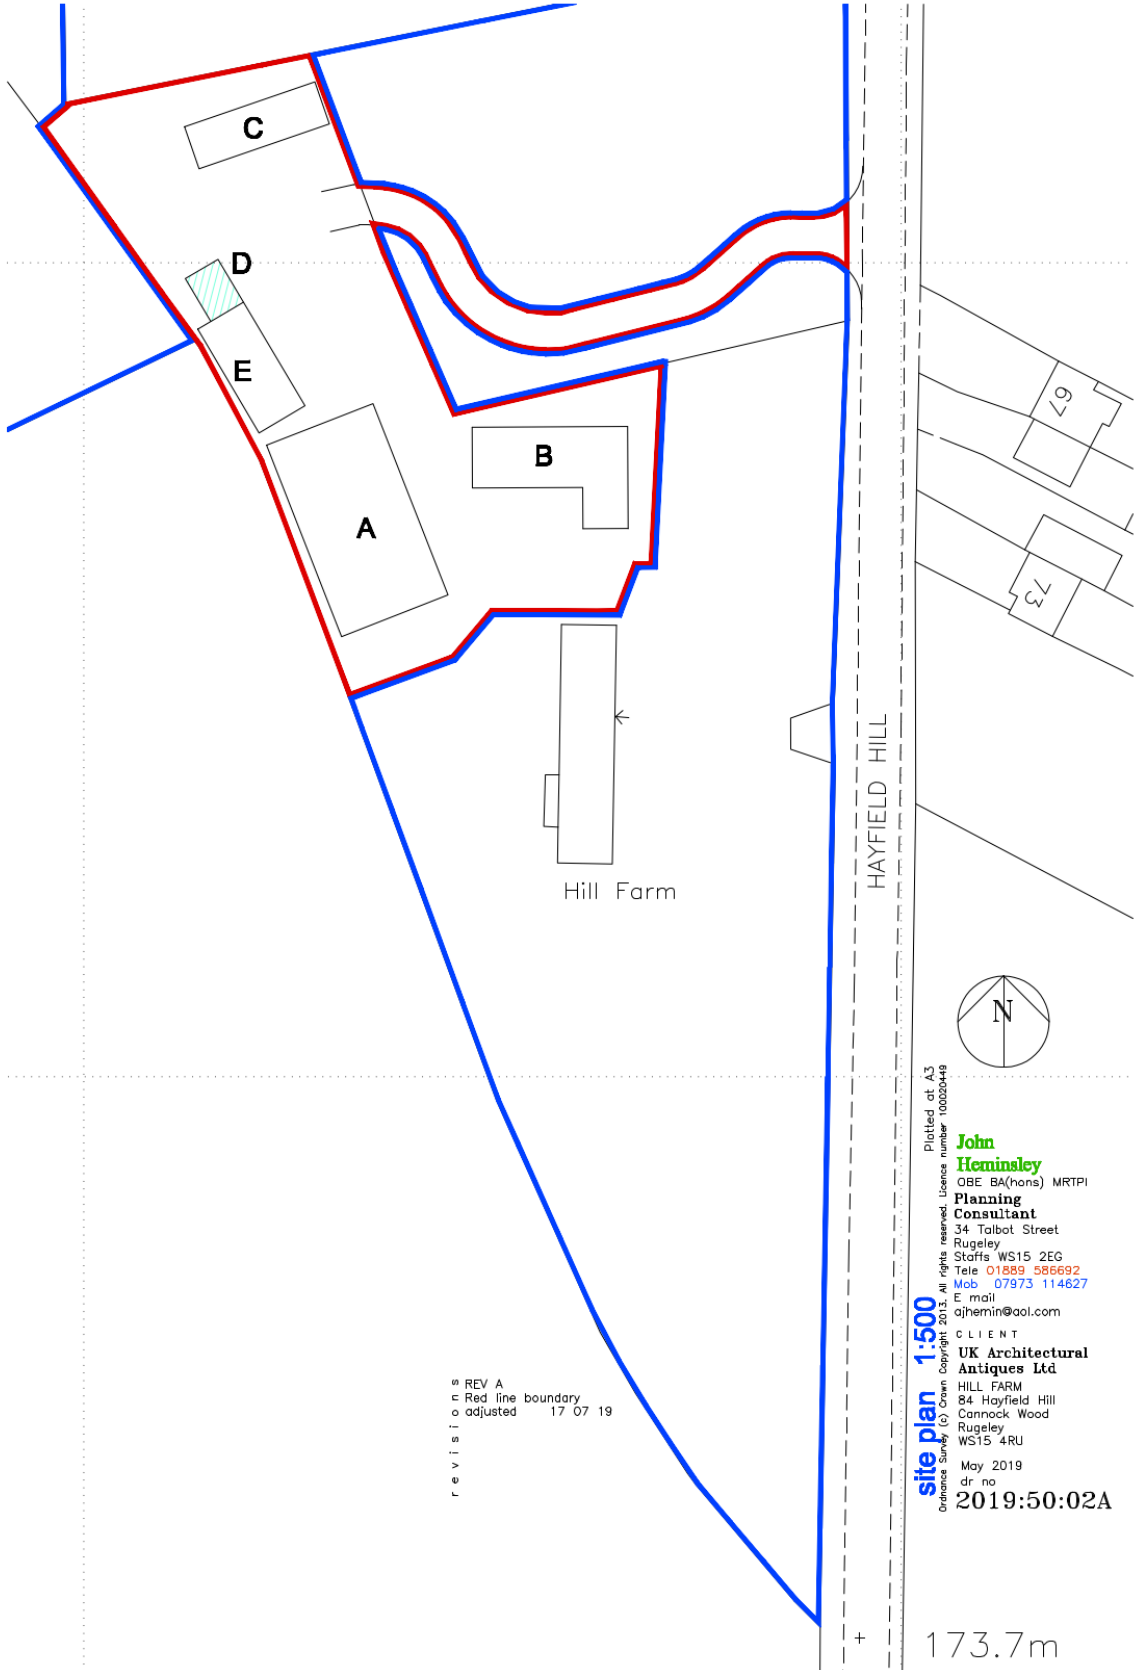 C
D
E
B
A
67
73
HAYFIELD HILL
Hill Farm
N
Plotted at A3
Ordnance Survey (c) Crown Copyright 2013. All rights reserved. Licence number 100020449
site plan 1:500
John
Heminsley
OBE BA(hons) MRTPI
Planning
Consultant
34 Talbot Street
Rugeley
Staffs WS15 2EG
Tele 01889 586692
Mob 07973 114627
E mail
ajhemin@aol.com
CLIENT
UK Architectural
Antiques Ltd
HILL FARM
84 Hayfield Hill
Cannock Wood
Rugeley
WS15 4RU
May 2019
dr no
2019:50:02A
revisions
REV A
Red line boundary
adjusted 17 07 19
173.7m